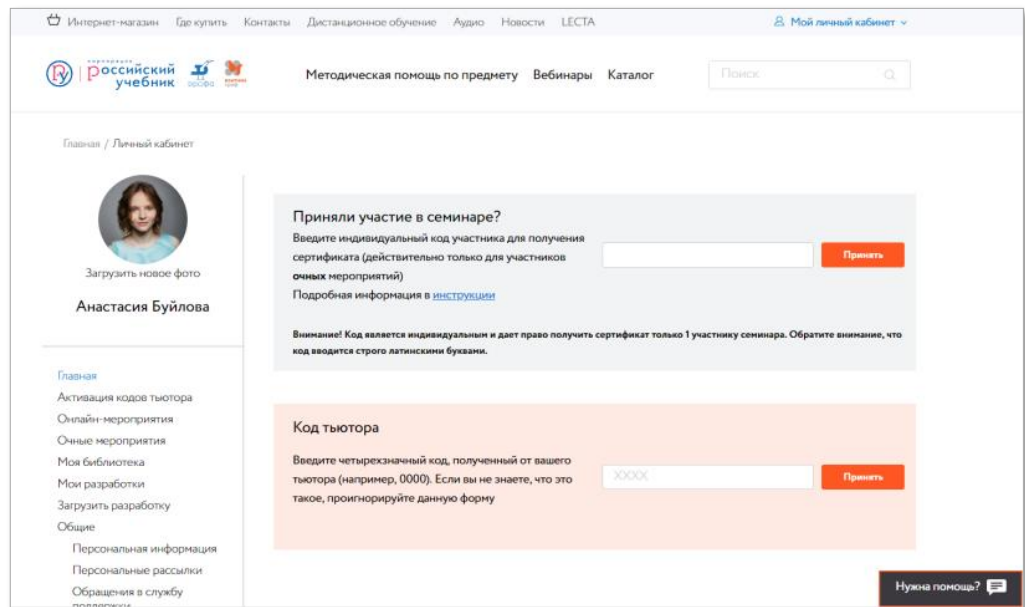 Интернет-магазин Где купить Контакты Дистанционное обучение Аудио Новости LECTA Мой личный кабинет
корпорация
российский
учебник
дрофа
Методическая помощь по предмету Вебинары Каталог Поиск
Главная / Личный кабинет
Загрузить новое фото
Анастасия Буйлова
Главная
Активация кодов тьютора
Онлайн-мероприятия
Очные мероприятия
Моя библиотека
Мои разработки
Загрузить разработку
Общие
Персональная информация
Персональные рассылки
Обращения в службу
поддержки
Приняли участие в семинаре?
Введите индивидуальный код участника для получения
сертификата (действительно только для участников
очных мероприятий)
Подробная информация в инструкции
Принять
Внимание! Код является индивидуальным и дает право получить сертификат только 1 участнику семинара. Обратите внимание, что
код вводится строго латинскими буквами.
Код тьютора
Введите четырехзначный код, полученный от вашего
тьютора (например, 0000). Если вы не знаете, что это
такое, проигнорируйте данную форму
XXXX
Принять
Нужна помощь?